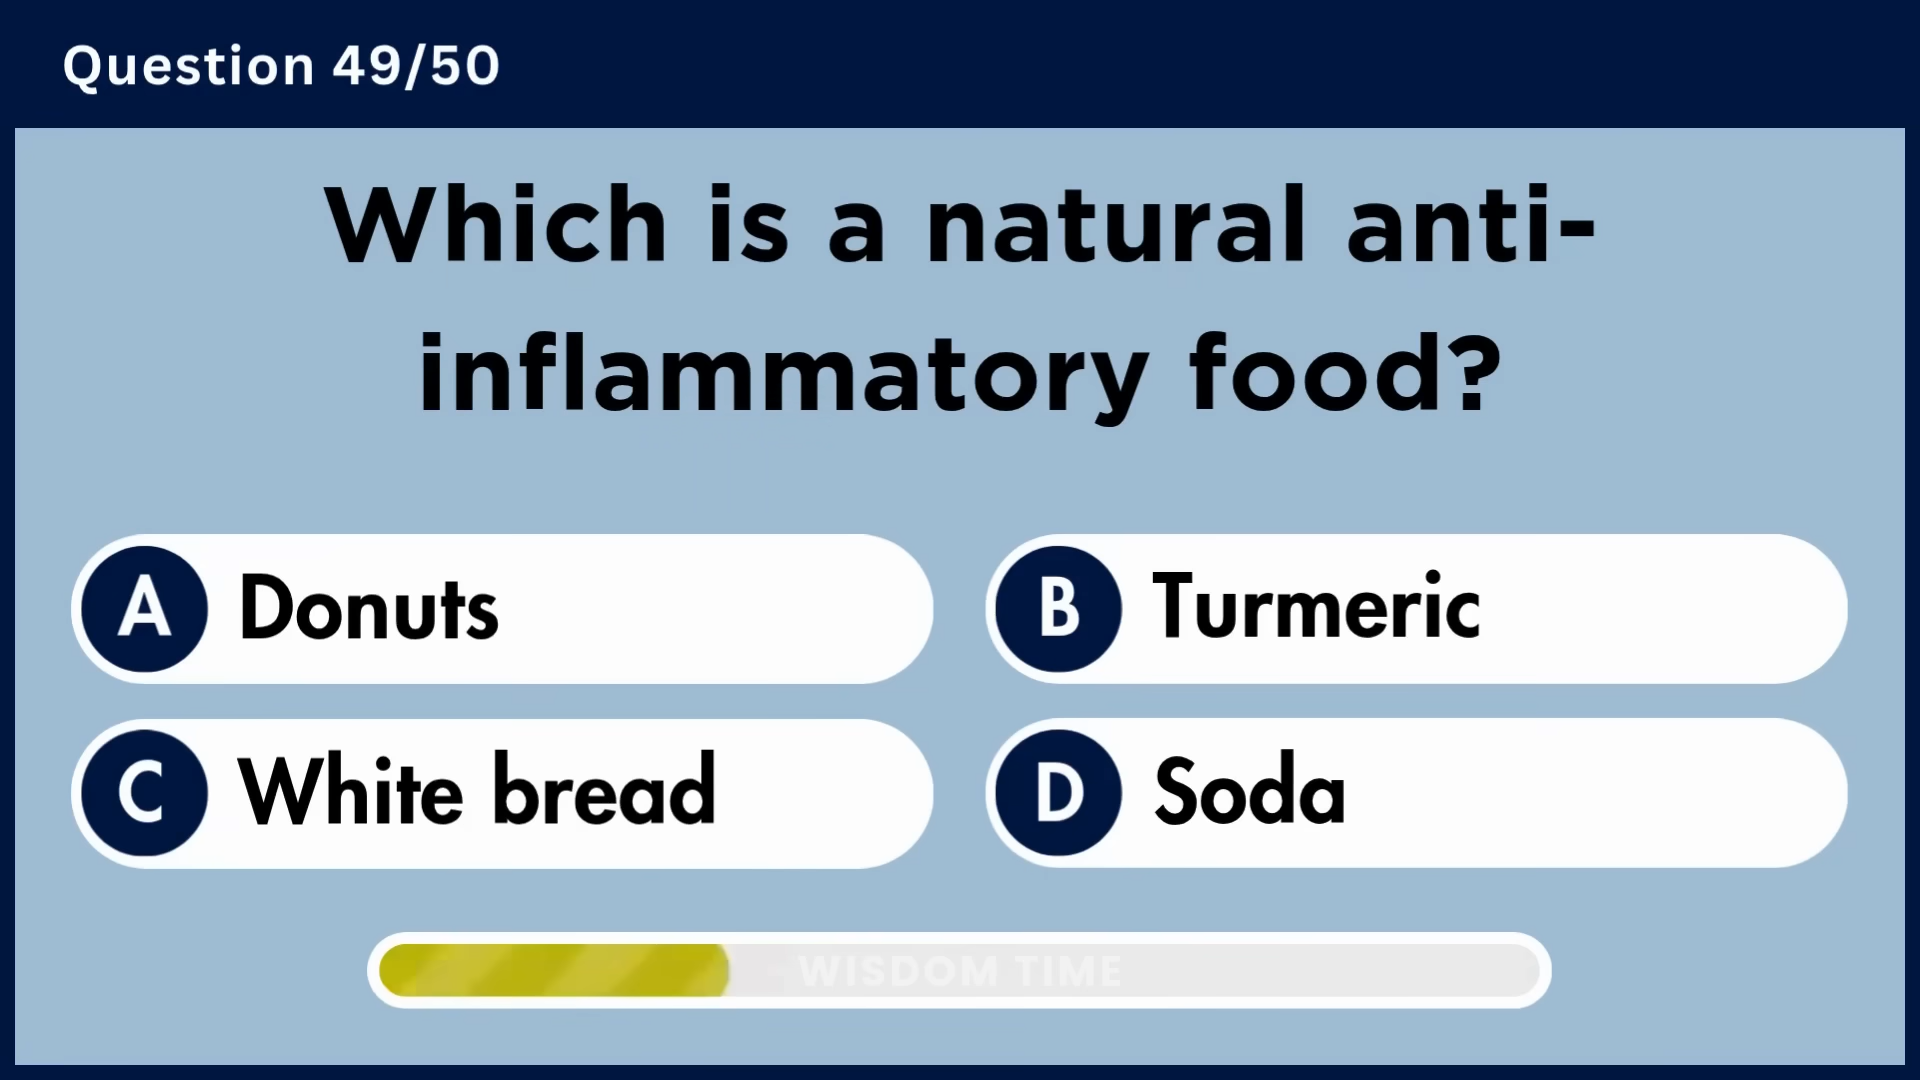 Question 49/50
Which is a natural anti-
inflammatory food?
A Donuts
B Turmeric
C White bread
D Soda
WISDOM TIME